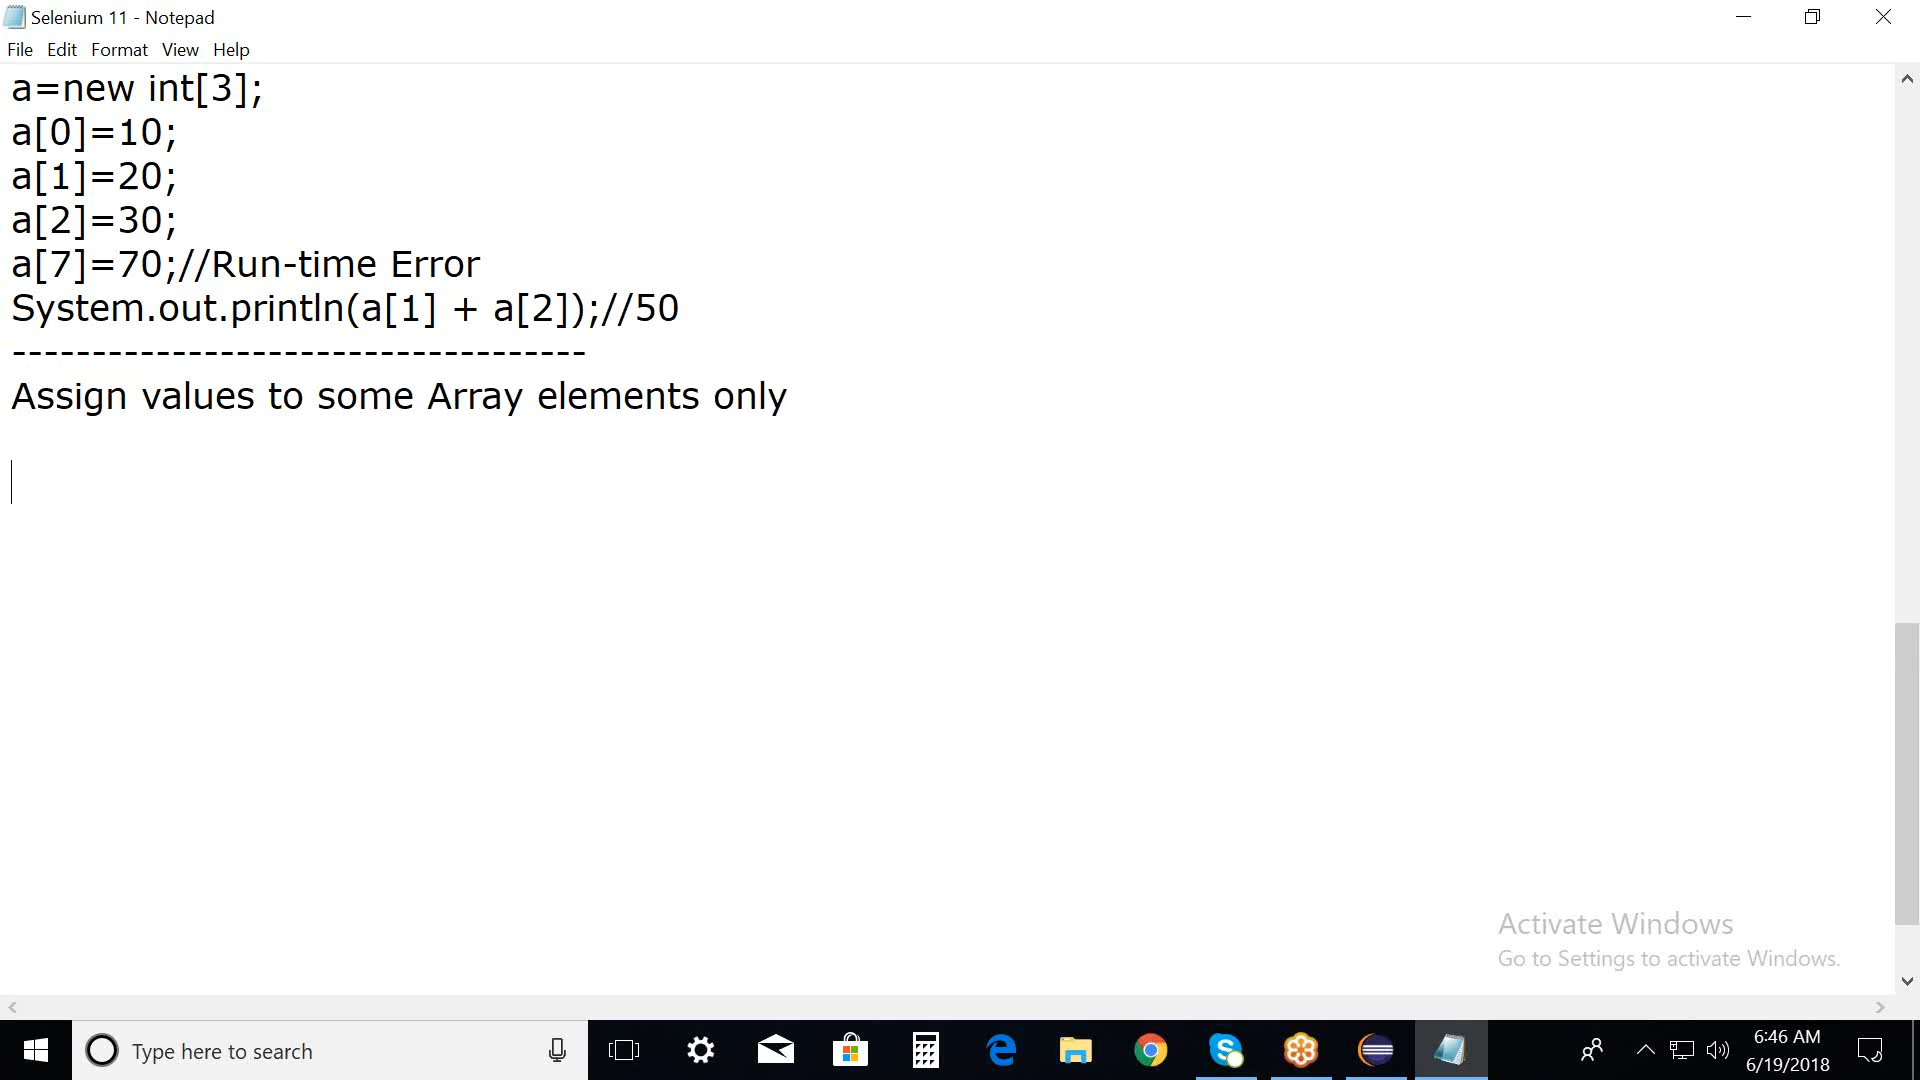 Selenium 11 - Notepad
File Edit Format View Help
a=new int[3];
a[0]=10;
a[1]=20;
a[2]=30;
a[7]=70;//Run-time Error
System.out.println(a[1] + a[2]);//50
------------------------------------
Assign values to some Array elements only
Activate Windows
Go to Settings to activate Windows.
Type here to search
6:46 AM
6/19/2018